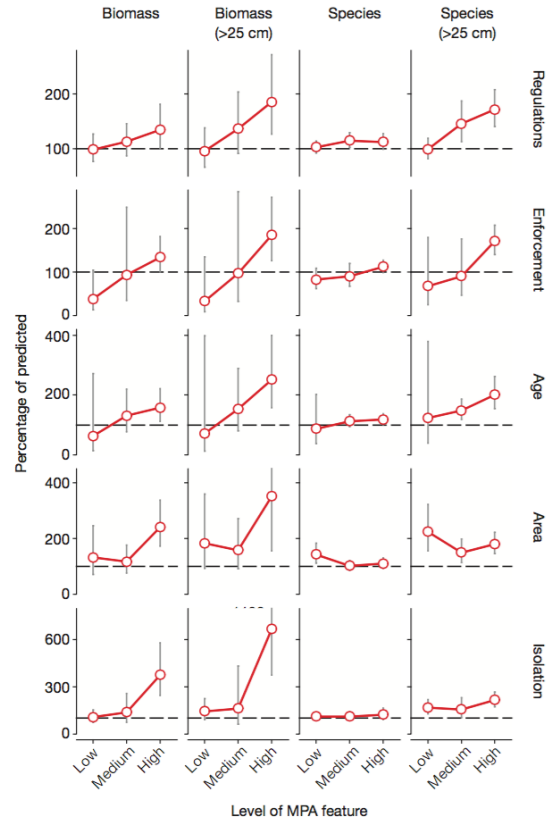 Biomass
Biomass
(>25 cm)
Species
Species
(>25 cm)
200
100
Regulations
200
100
0
Enforcement
400
200
0
Age
400
200
0
Area
600
300
0
Isolation
Percentage of predicted
Low
Medium
High
Low
Medium
High
Low
Medium
High
Low
Medium
High
Level of MPA feature